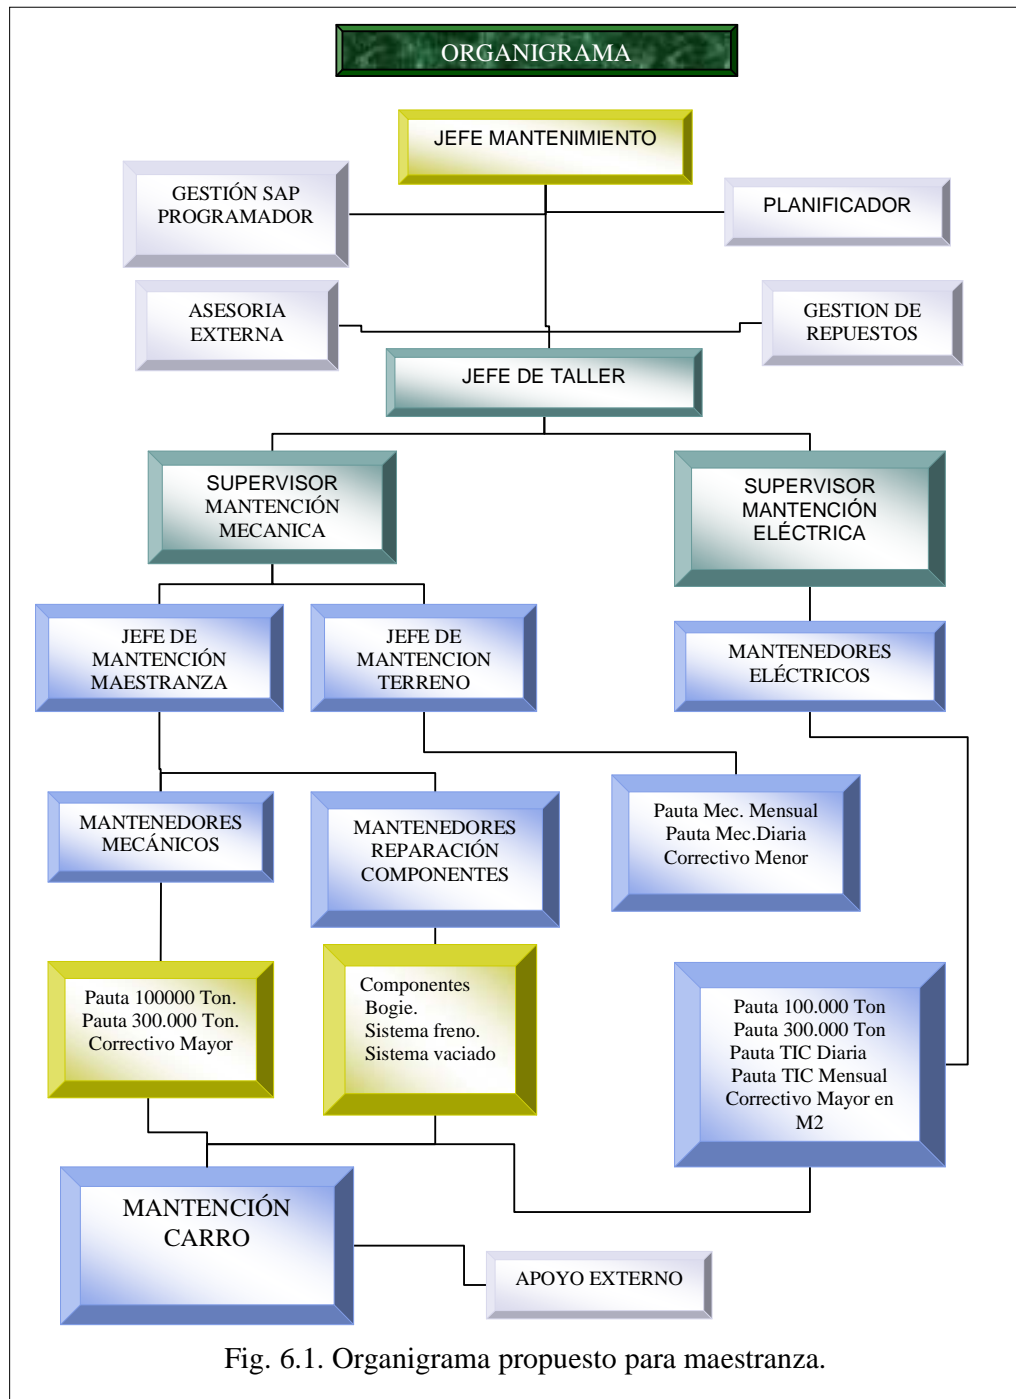 ORGANIGRAMA
JEFE MANTENIMIENTO
GESTIÓN SAP
PROGRAMADOR
PLANIFICADOR
ASESORIA
EXTERNA
GESTION DE
REPUESTOS
JEFE DE TALLER
SUPERVISOR
MANTENCIÓN
MECANICA
SUPERVISOR
MANTENCIÓN
ELÉCTRICA
JEFE DE
MANTENCIÓN
MAESTRANZA
JEFE DE
MANTENCION
TERRENO
MANTENEDORES
ELÉCTRICOS
MANTENEDORES
MECÁNICOS
MANTENEDORES
REPARACIÓN
COMPONENTES
Pauta Mec. Mensual
Pauta Mec.Diaria
Correctivo Menor
Pauta 100000 Ton.
Pauta 300.000 Ton.
Correctivo Mayor
Componentes
Bogie.
Sistema freno.
Sistema vaciado
Pauta 100.000 Ton
Pauta 300.000 Ton
Pauta TIC Diaria
Pauta TIC Mensual
Correctivo Mayor en
M2
MANTENCIÓN
CARRO
APOYO EXTERNO
Fig. 6.1. Organigrama propuesto para maestranza.